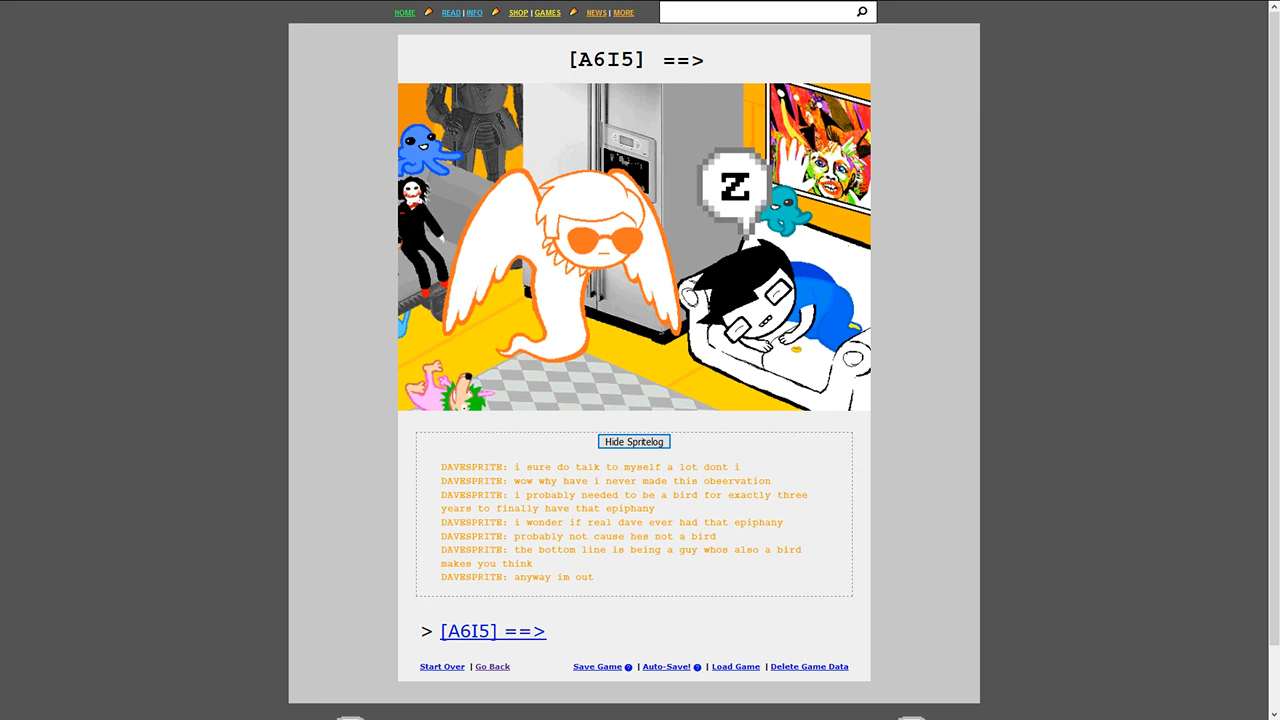 HOME READ | INFO SHOP | GAMES NEWS | MORE
[A6I5] ==>
Z
Hide Spritelog
DAVESPRITE: i sure do talk to myself a lot dont i
DAVESPRITE: wow why have i never made this observation
DAVESPRITE: i probably needed to be a bird for exactly three
years to finally have that epiphany
DAVESPRITE: i wonder if real dave ever had that epiphany
DAVESPRITE: probably not cause hes not a bird
DAVESPRITE: the bottom line is being a guy whos also a bird
makes you think
DAVESPRITE: anyway im out
> [A6I5] ==>
Start Over | Go Back Save Game ? | Auto-Save! ? | Load Game | Delete Game Data